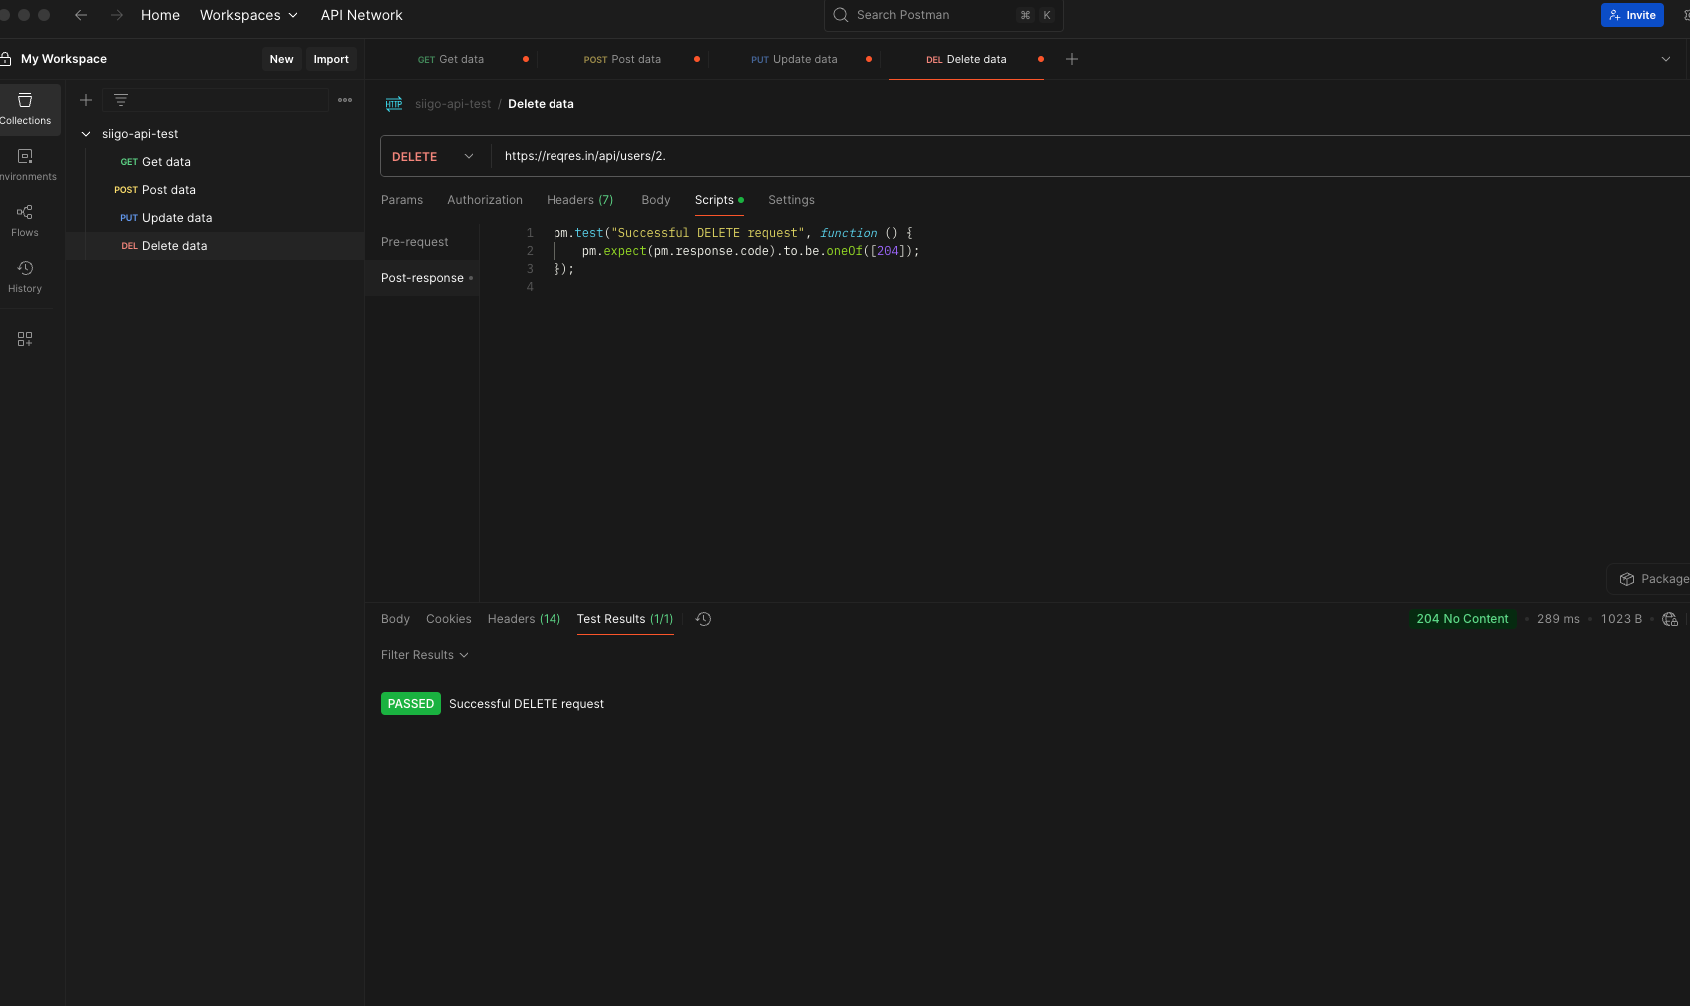 Home Workspaces API Network Search Postman ⌘ K Invite
My Workspace New Import GET Get data POST Post data PUT Update data DEL Delete data
Collections
siigo-api-test / Delete data
siigo-api-test
GET Get data
POST Post data
PUT Update data
DEL Delete data
nvironments
Flows
History
HTTP
DELETE https://reqres.in/api/users/2.
Params Authorization Headers (7) Body Scripts Settings
Pre-request
Post-response
1 pm.test("Successful DELETE request", function () {
2 pm.expect(pm.response.code).to.be.oneOf([204]);
3 });
4
Package
Body Cookies Headers (14) Test Results (1/1) 204 No Content 289 ms 1023 B
Filter Results
PASSED Successful DELETE request